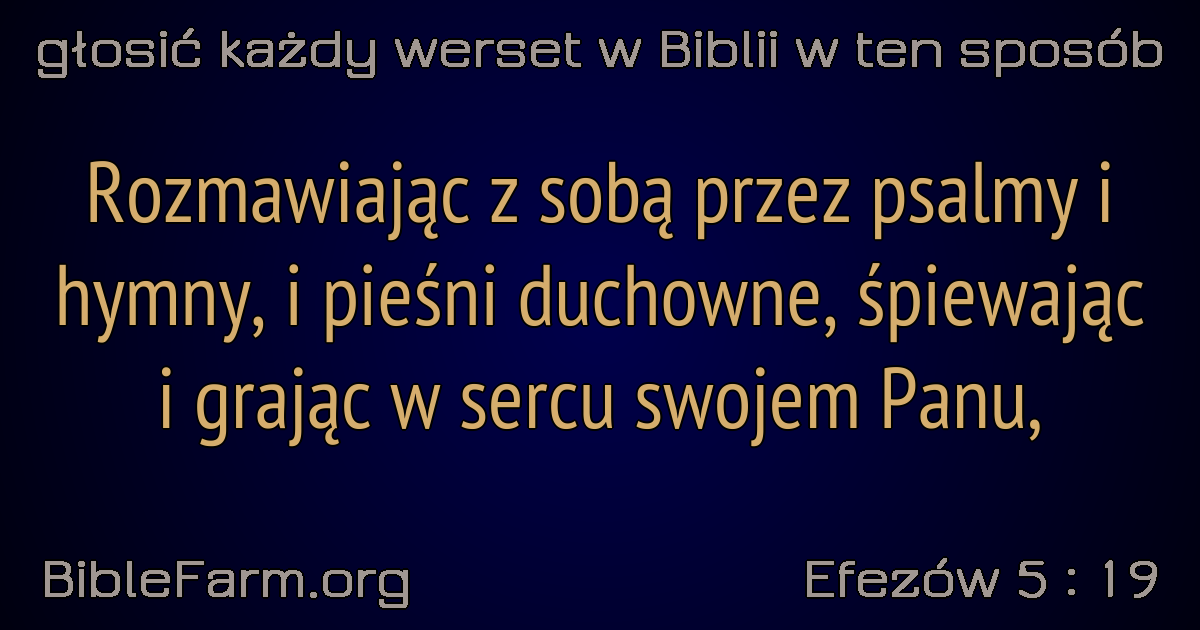 głosić każdy werset w Biblii w ten sposób
Rozmawiając z sobą przez psalmy i
hymny, i pieśni duchowne, śpiewając
i grając w sercu swojem Panu,
BibleFarm.org
Efezów 5 : 19